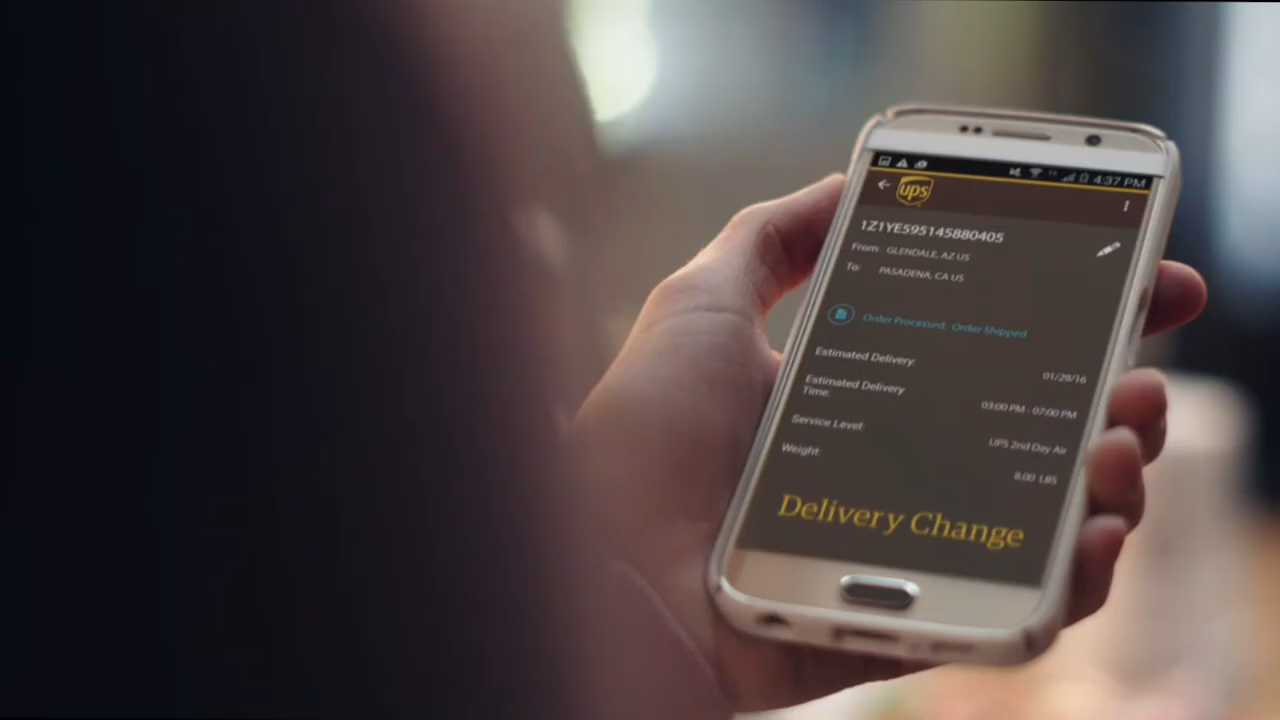 4:37 PM
ups
1Z1YE595145880405
From: GLENDALE, AZ US
To: PASADENA, CA US
Order Processed: Order Shipped
Estimated Delivery: 01/29/16
Estimated Delivery Time: 03:00 PM - 07:00 PM
Service Level: UPS 2nd Day Air
Weight: 8.00 LBS
Delivery Change